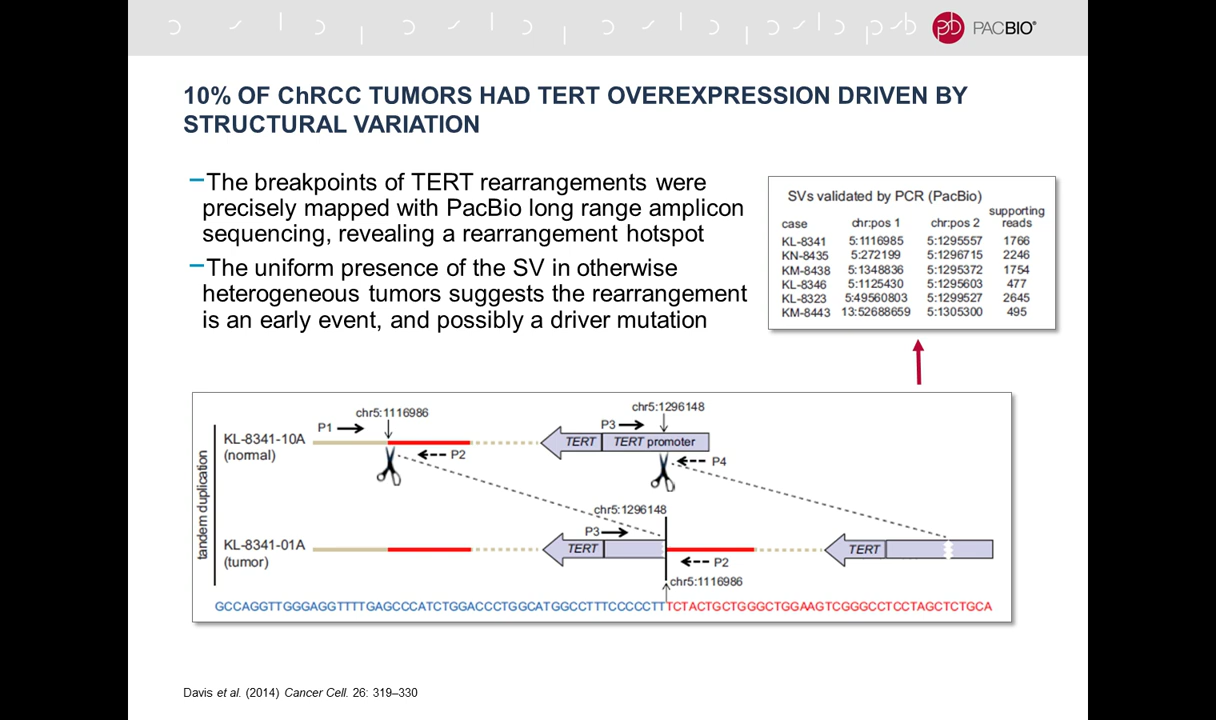 PACBIO®
10% OF ChRCC TUMORS HAD TERT OVEREXPRESSION DRIVEN BY
STRUCTURAL VARIATION
–The breakpoints of TERT rearrangements were
precisely mapped with PacBio long range amplicon
sequencing, revealing a rearrangement hotspot
–The uniform presence of the SV in otherwise
heterogeneous tumors suggests the rearrangement
is an early event, and possibly a driver mutation
SVs validated by PCR (PacBio)
case chr:pos 1 chr:pos 2 supporting reads
KL-8341 5:1116985 5:1295557 1766
KN-8435 5:272199 5:1296715 2246
KM-8438 5:1348836 5:1295372 1754
KL-8346 5:1125430 5:1295603 477
KL-8323 5:49560803 5:1299527 2645
KM-8443 13:52688659 5:1305300 495
tandem duplication
chr5:1116986 chr5:1296148
P1 P3
KL-8341-10A TERT TERT promoter
(normal) P2 P4
chr5:1296148
P3
KL-8341-01A TERT TERT
(tumor) P2
chr5:1116986
GCCAGGTTGGGAGGTTTTGAGCCCATCTGGACCCTGGCATGGCCTTTCCCCCTTTCTACTGCTGGGCTGGAAGTCGGGCCTCCTAGCTCTGCA
Davis et al. (2014) Cancer Cell. 26: 319–330